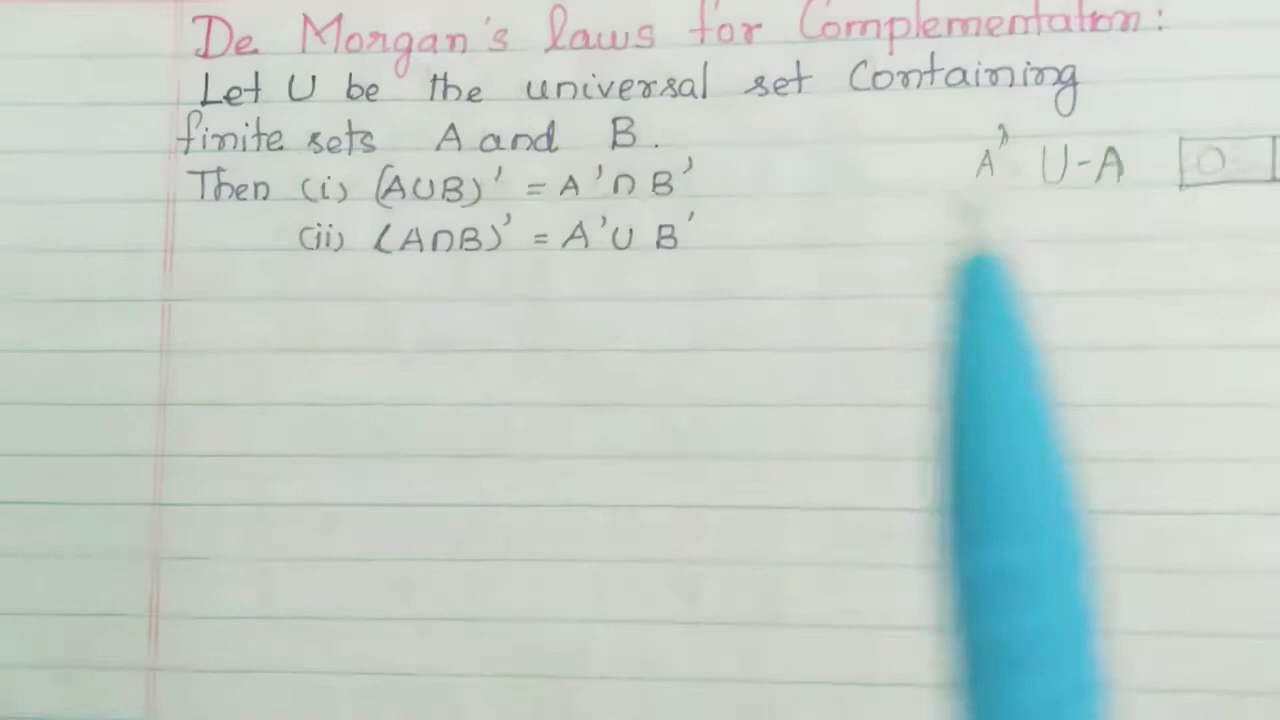 De Morgan's laws for Complementation:
Let U be the universal set Containing
finite sets A and B.
Then (i) (A∪B)' = A'∩B'
(ii) (A∩B)' = A'∪B'
A' U-A